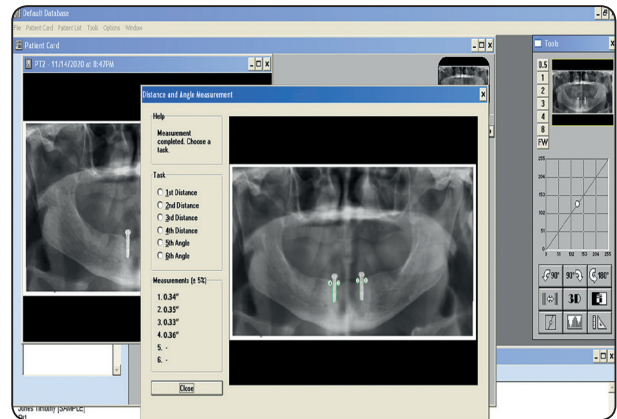 Default Database
File Patient Card Patient List Tools Options Window
Patient Card
PT2 - 11/14/2020 at 8:47PM
Distance and Angle Measurement
Help
Measurement
completed. Choose a
task.
Task
1st Distance
2nd Distance
3rd Distance
4th Distance
5th Angle
6th Angle
Measurements (± 5%)
1. 0.34"
2. 0.35"
3. 0.33"
4. 0.36"
5. -
6. -
Close
Tools
0.5
1
2
3
4
8
FW
255
204
153
102
51
0
0 51 102 153 204 255
90° 90° 180°
3D
Jones Timothy [SAMPLE]